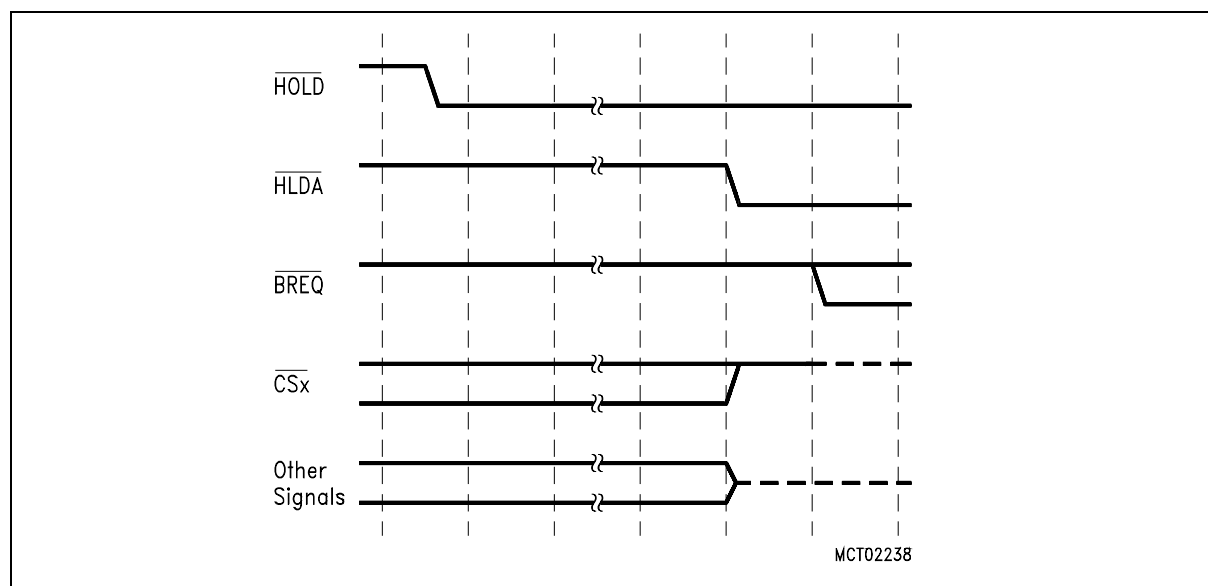 HOLD
HLDA
BREQ
CSx
Other
Signals
MCT02238